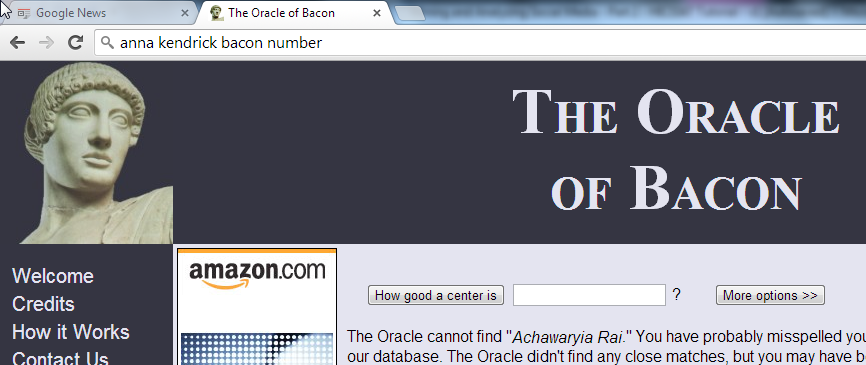 Google News
The Oracle of Bacon
anna kendrick bacon number
THE ORACLE
OF BACON
Welcome
Credits
How it Works
Contact Us
amazon.com
How good a center is ? More options >>
The Oracle cannot find "Achawaryia Rai." You have probably misspelled you
our database. The Oracle didn't find any close matches, but you may have b